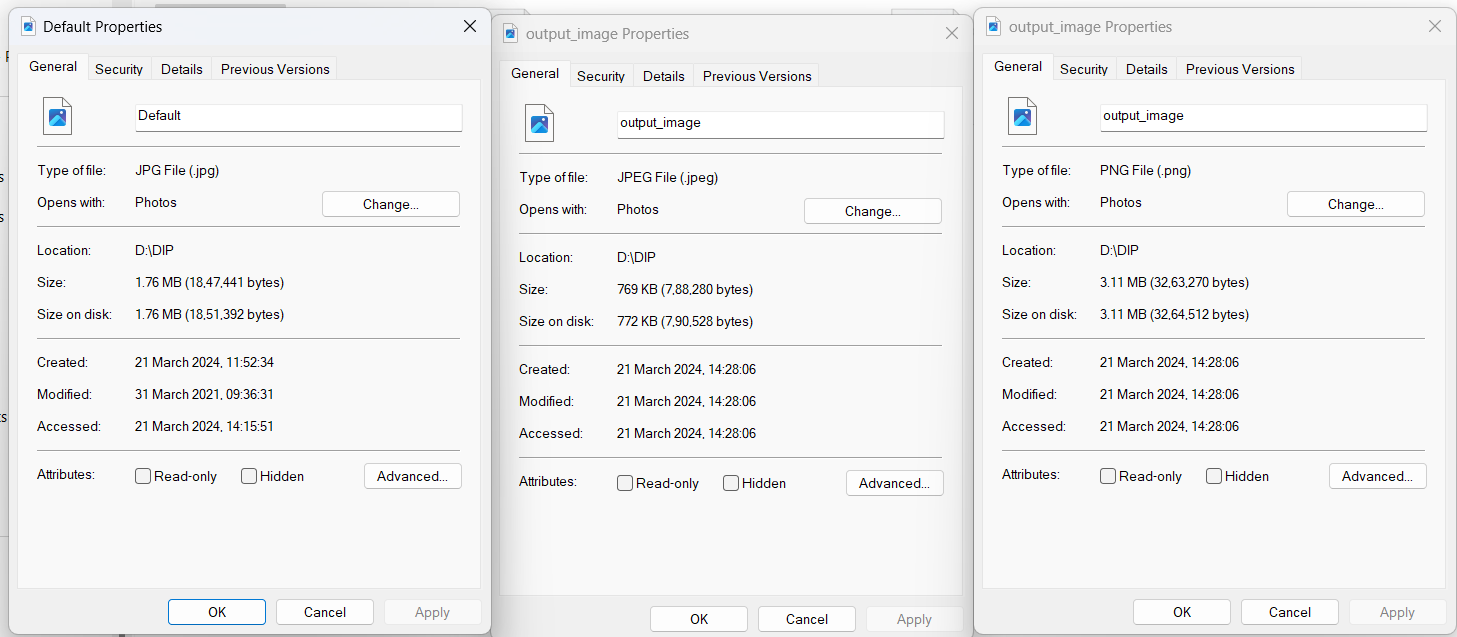 Default Properties
General Security Details Previous Versions
Default
Type of file: JPG File (.jpg)
Opens with: Photos Change...
Location: D:\DIP
Size: 1.76 MB (18,47,441 bytes)
Size on disk: 1.76 MB (18,51,392 bytes)
Created: 21 March 2024, 11:52:34
Modified: 31 March 2021, 09:36:31
Accessed: 21 March 2024, 14:15:51
Attributes: Read-only Hidden Advanced...
OK Cancel Apply
output_image Properties
General Security Details Previous Versions
output_image
Type of file: JPEG File (.jpeg)
Opens with: Photos Change...
Location: D:\DIP
Size: 769 KB (7,88,280 bytes)
Size on disk: 772 KB (7,90,528 bytes)
Created: 21 March 2024, 14:28:06
Modified: 21 March 2024, 14:28:06
Accessed: 21 March 2024, 14:28:06
Attributes: Read-only Hidden Advanced...
OK Cancel Apply
output_image Properties
General Security Details Previous Versions
output_image
Type of file: PNG File (.png)
Opens with: Photos Change...
Location: D:\DIP
Size: 3.11 MB (32,63,270 bytes)
Size on disk: 3.11 MB (32,64,512 bytes)
Created: 21 March 2024, 14:28:06
Modified: 21 March 2024, 14:28:06
Accessed: 21 March 2024, 14:28:06
Attributes: Read-only Hidden Advanced...
OK Cancel Apply